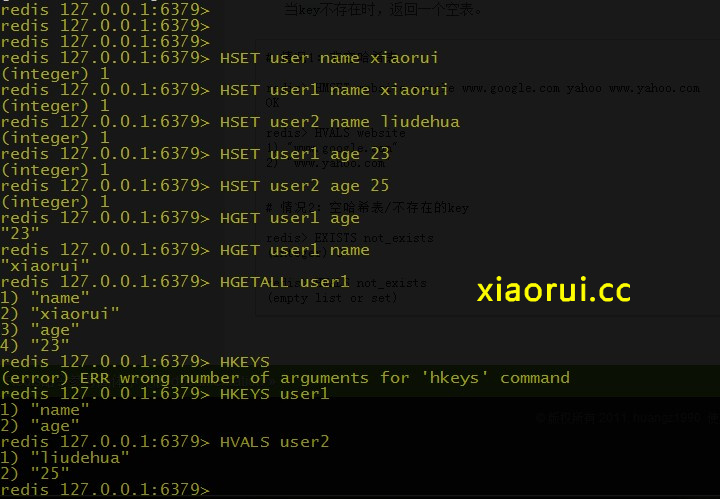 redis 127.0.0.1:6379>
redis 127.0.0.1:6379>
redis 127.0.0.1:6379>
redis 127.0.0.1:6379> HSET user name xiaorui
(integer) 1
redis 127.0.0.1:6379> HSET user1 name xiaorui
(integer) 1
redis 127.0.0.1:6379> HSET user2 name liudehua
(integer) 1
redis 127.0.0.1:6379> HSET user1 age 23
(integer) 1
redis 127.0.0.1:6379> HSET user2 age 25
(integer) 1
redis 127.0.0.1:6379> HGET user1 age
"23"
redis 127.0.0.1:6379> HGET user1 name
"xiaorui"
redis 127.0.0.1:6379> HGETALL user1
1) "name"
2) "xiaorui"
3) "age"
4) "23"
redis 127.0.0.1:6379> HKEYS
(error) ERR wrong number of arguments for 'hkeys' command
redis 127.0.0.1:6379> HKEYS user1
1) "name"
2) "age"
redis 127.0.0.1:6379> HVALS user2
1) "liudehua"
2) "25"
redis 127.0.0.1:6379>
当key不存在时，返回一个空表。
www.google.com yahoo www.yahoo.com
OK
redis> HVALS website
1) "www.google.com"
2) "www.yahoo.com
# 情况2：空哈希表/不存在的key
redis> EXISTS not_exists
not_exists
(empty list or set)
xiaorui.cc